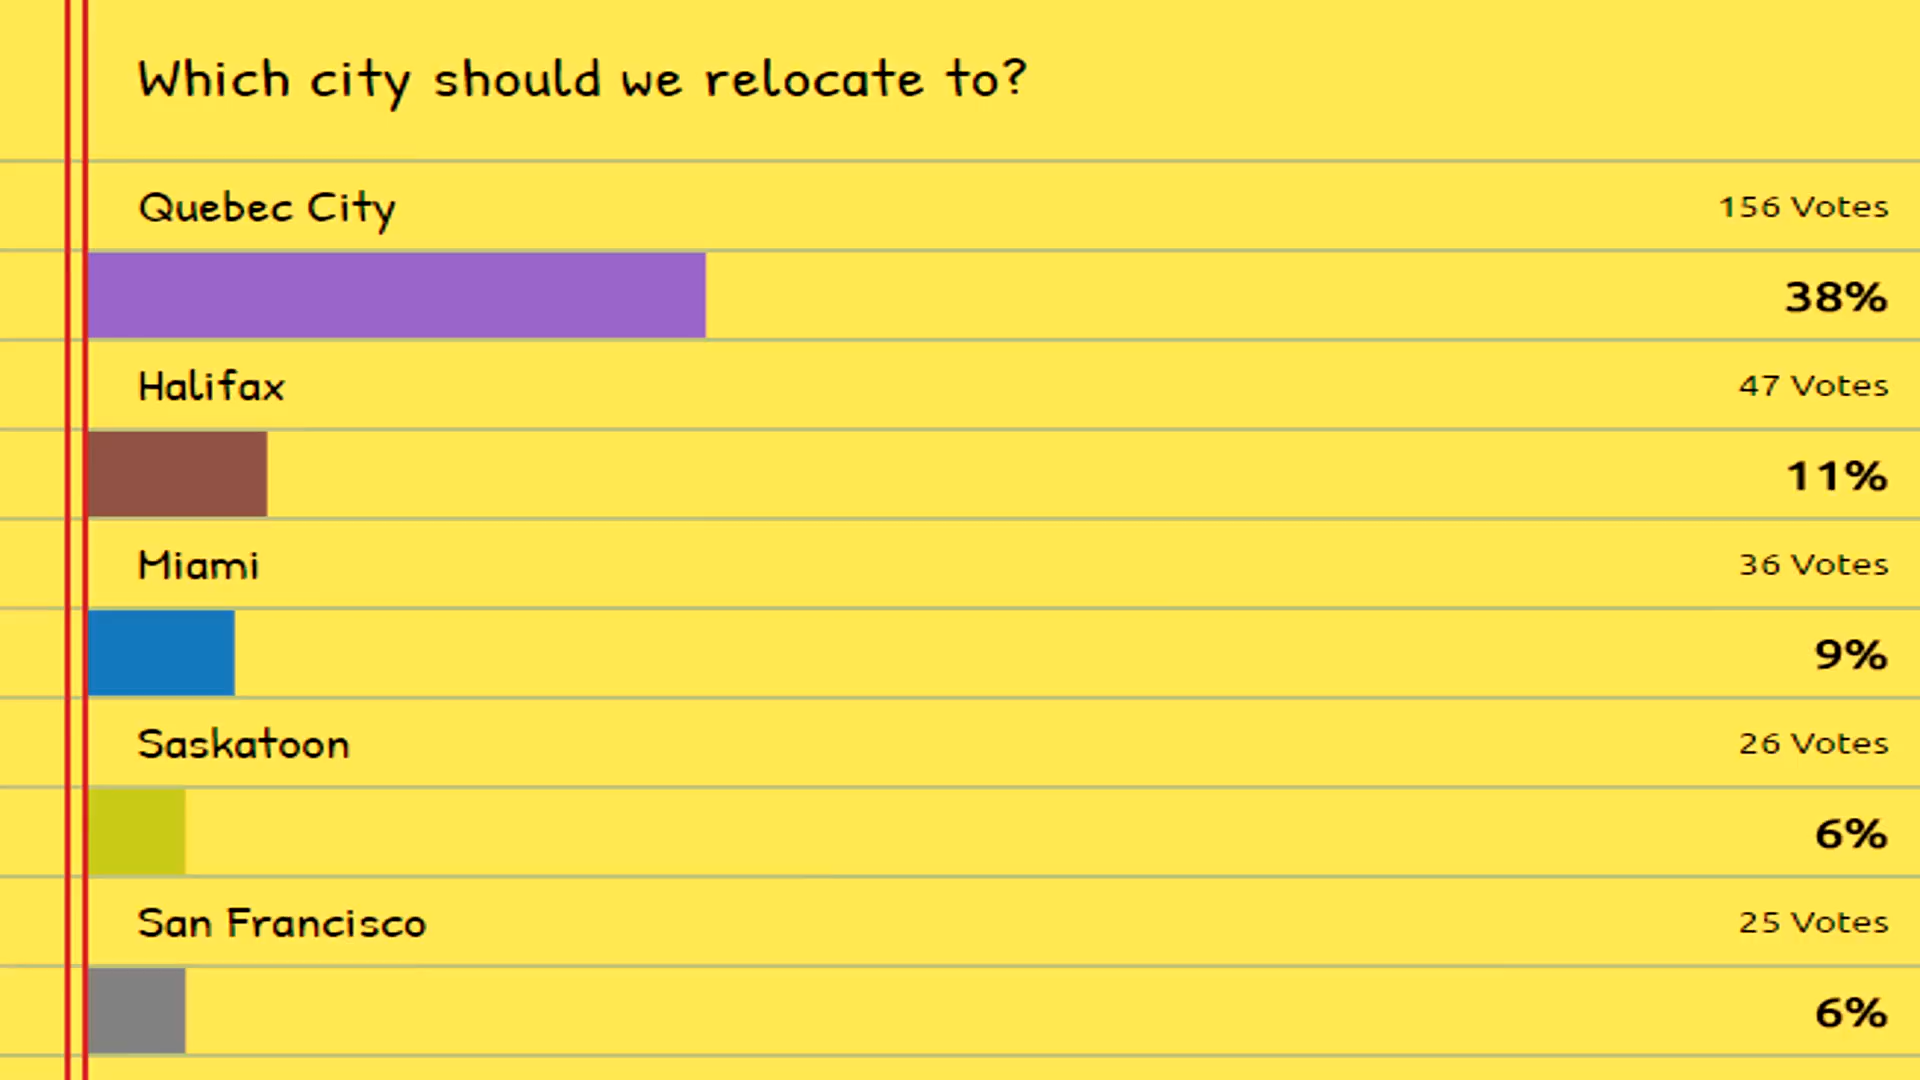 Which city should we relocate to?
Quebec City 156 Votes
38%
Halifax 47 Votes
11%
Miami 36 Votes
9%
Saskatoon 26 Votes
6%
San Francisco 25 Votes
6%